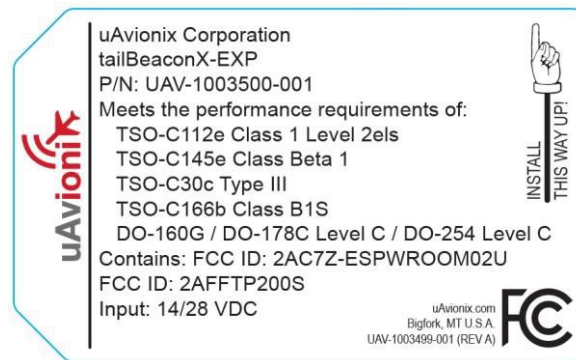 uAvionix
uAvionix Corporation
tailBeaconX-EXP
P/N: UAV-1003500-001
Meets the performance requirements of:
TSO-C112e Class 1 Level 2els
TSO-C145e Class Beta 1
TSO-C30c Type III
TSO-C166b Class B1S
DO-160G / DO-178C Level C / DO-254 Level C
Contains: FCC ID: 2AC7Z-ESPWROOM02U
FCC ID: 2AFFTP200S
Input: 14/28 VDC
INSTALL
THIS WAY UP!
uAvionix.com
Bigfork, MT U.S.A.
UAV-1003499-001 (REV A)
FC